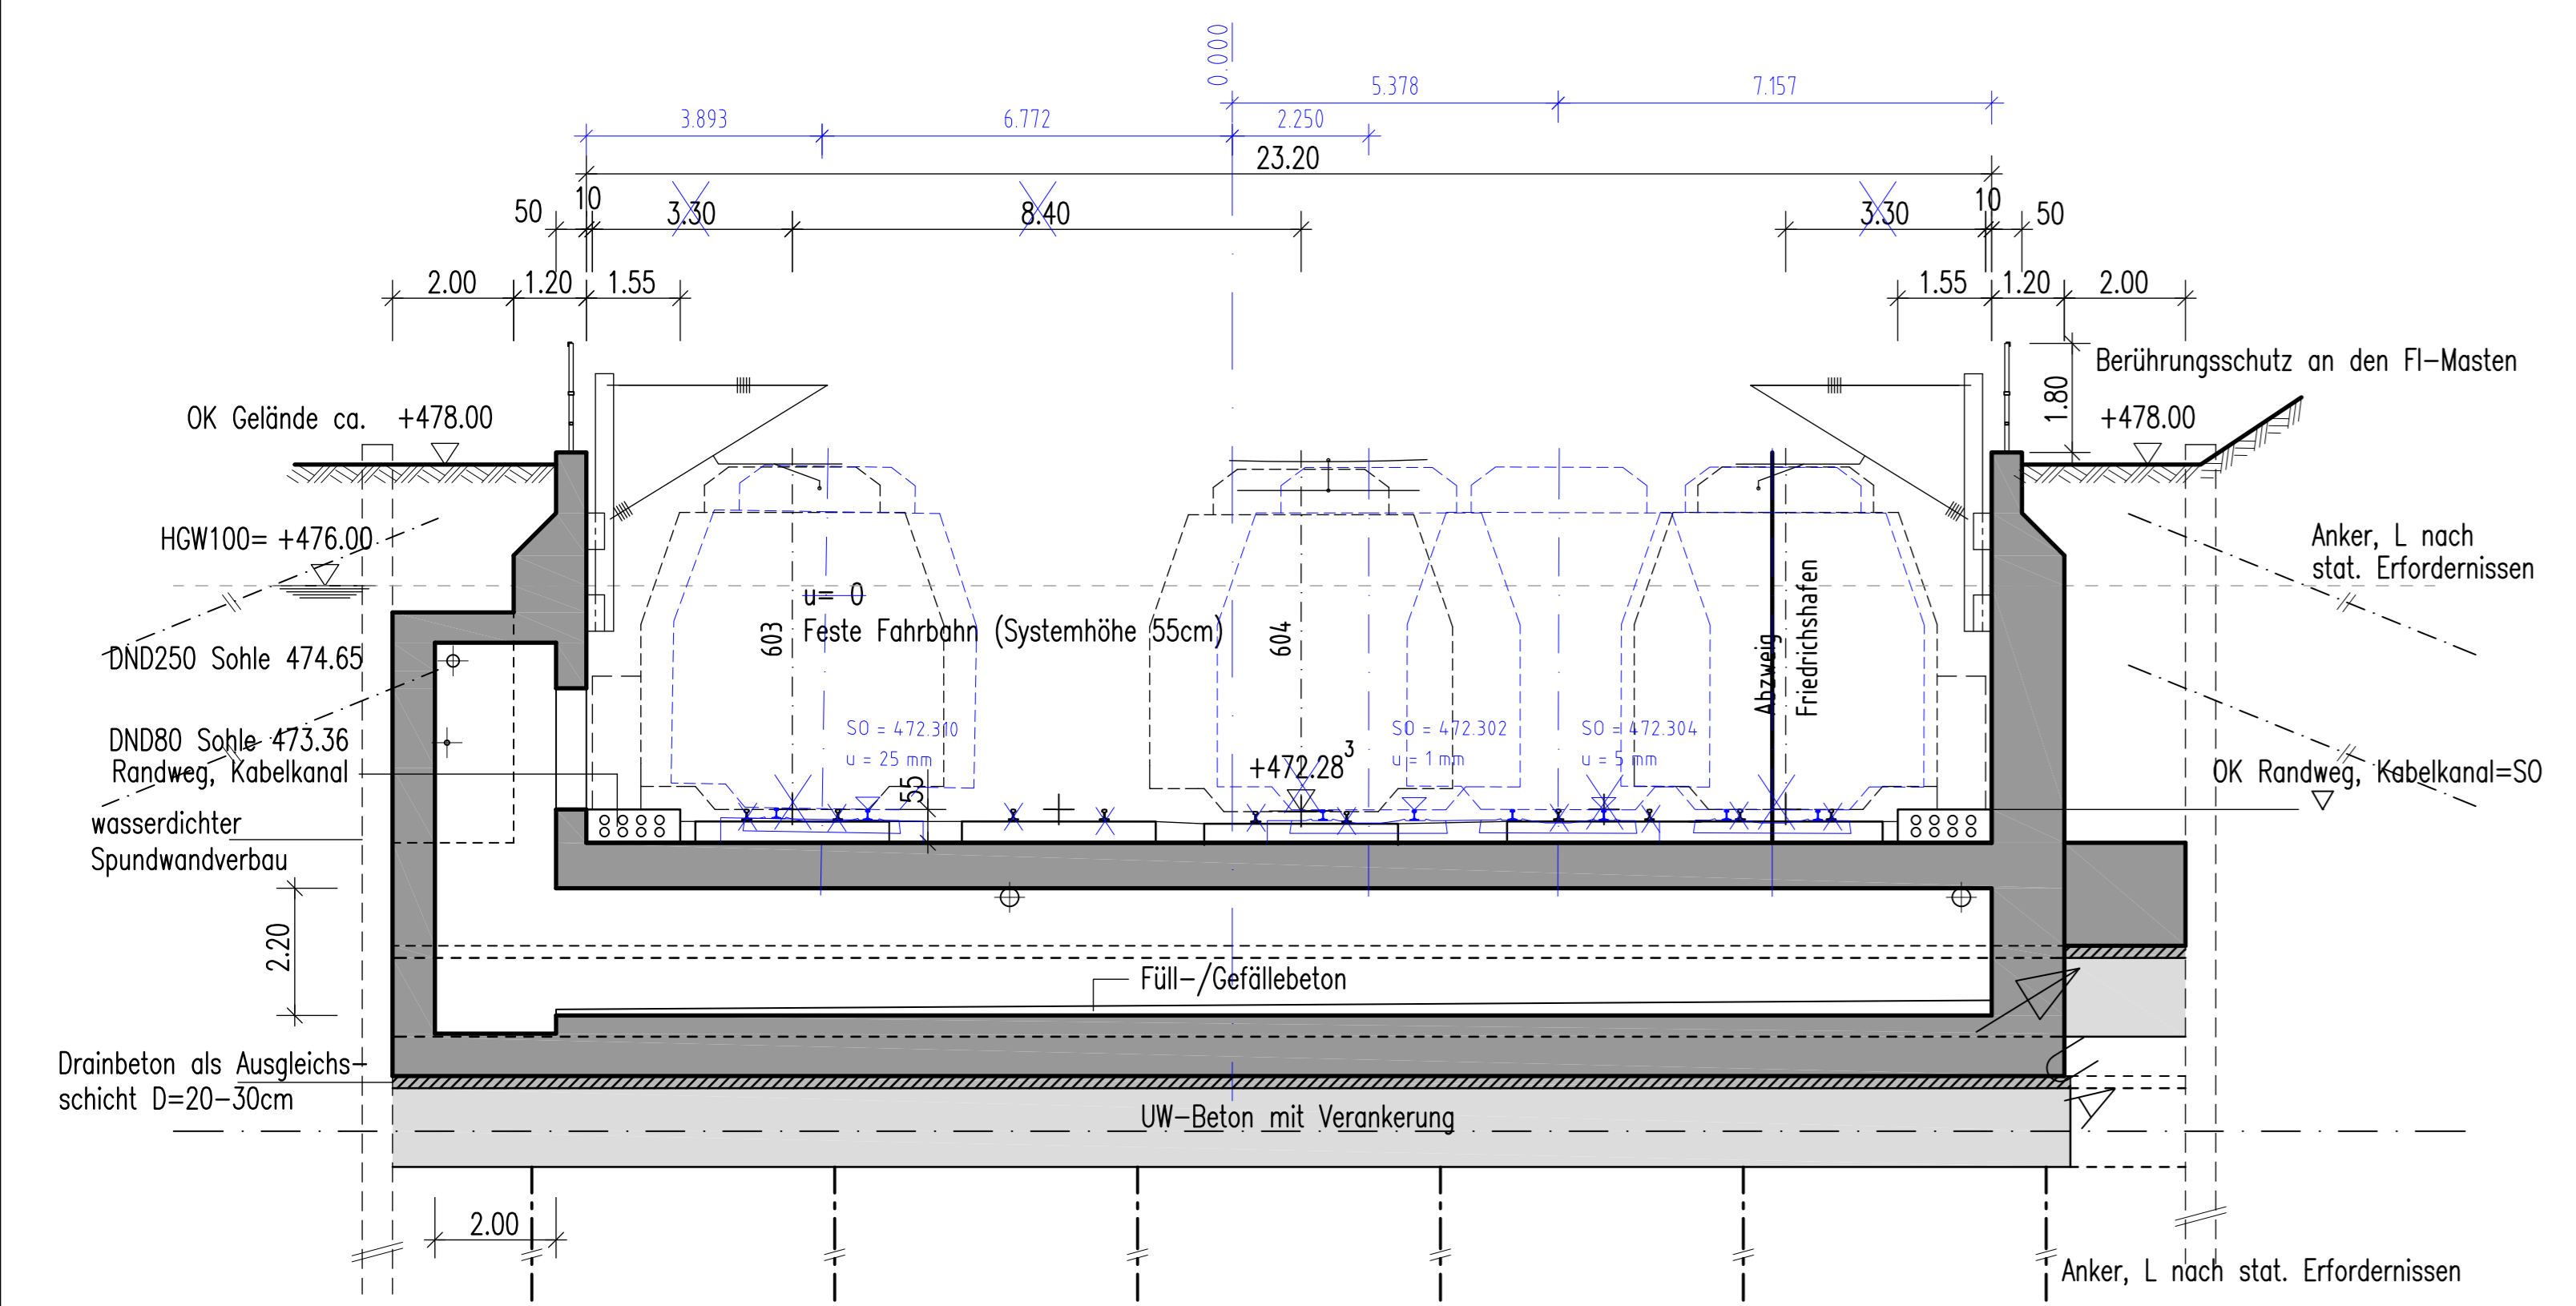 0.000
5.378
7.157
3.893
6.772
2.250
23.20
10
10
50
3.30
8.40
3.30
50
2.00
1.20
1.55
1.55
1.20
2.00
Berührungsschutz an den Fl-Masten
1.80
OK Gelände ca. +478.00
+478.00
HGW100= +476.00
Anker, L nach
stat. Erfordernissen
u= 0
Feste Fahrbahn (Systemhöhe 55cm)
603
604
Abzweig
Friedrichshafen
DND250 Sohle 474.65
DND80 Sohle 473.36
Randweg, Kabelkanal
SO = 472.310
u = 25 mm
SO = 472.302
u = 1 mm
SO = 472.304
u = 5 mm
+472.28³
55
OK Randweg, Kabelkanal=SO
wasserdichter
Spundwandverbau
2.20
Füll-/Gefällebeton
Drainbeton als Ausgleichs-
schicht D=20-30cm
UW-Beton mit Verankerung
2.00
Anker, L nach stat. Erfordernissen